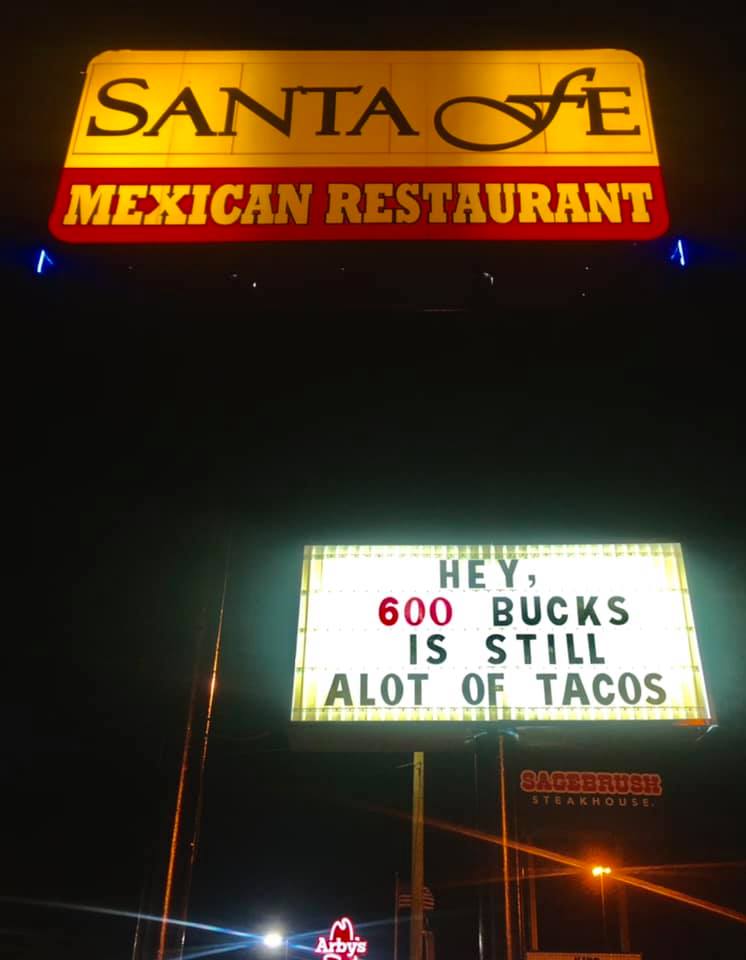 SANTA FE
MEXICAN RESTAURANT
HEY,
600 BUCKS
IS STILL
ALOT OF TACOS
SAGEBRUSH
STEAKHOUSE.
Arby's